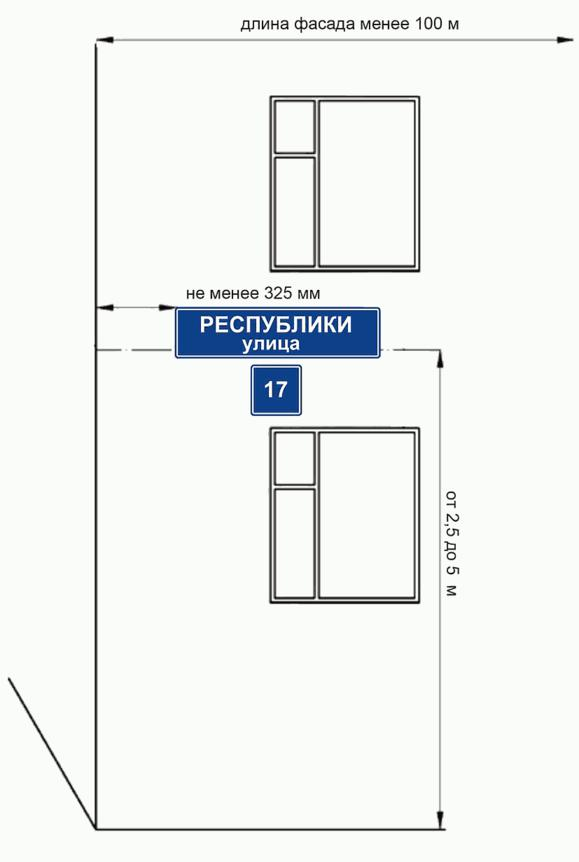 длина фасада менее 100 м
не менее 325 мм
РЕСПУБЛИКИ
улица
17
от 2,5 до 5 м